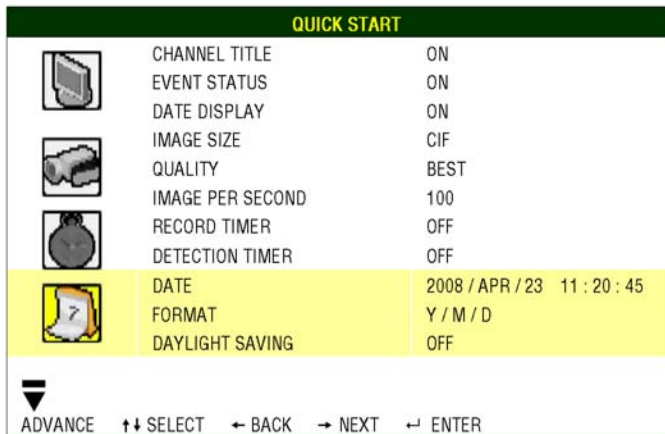 QUICK START
CHANNEL TITLE ON
EVENT STATUS ON
DATE DISPLAY ON
IMAGE SIZE CIF
QUALITY BEST
IMAGE PER SECOND 100
RECORD TIMER OFF
DETECTION TIMER OFF
7
DATE 2008 / APR / 23 11 : 20 : 45
FORMAT Y / M / D
DAYLIGHT SAVING OFF
ADVANCE ↑↓ SELECT ← BACK → NEXT ↵ ENTER